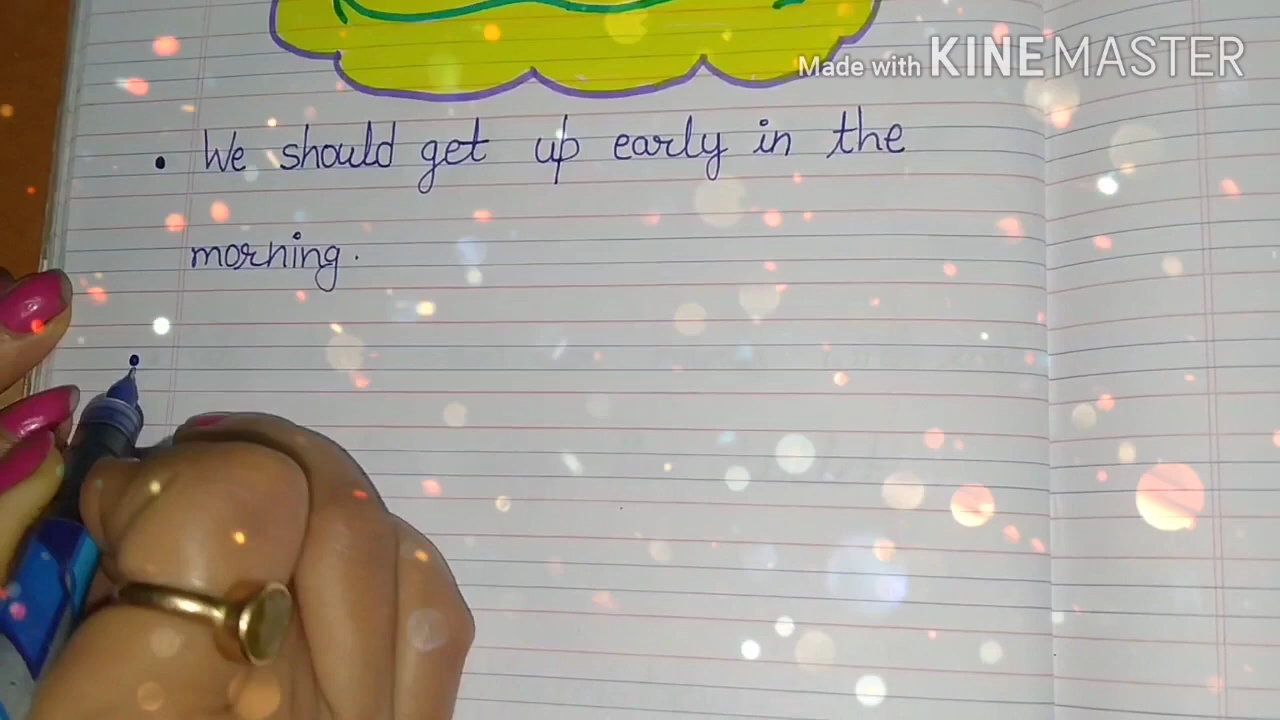 Made with KINEMASTER
• We should get up early in the
morning.
•